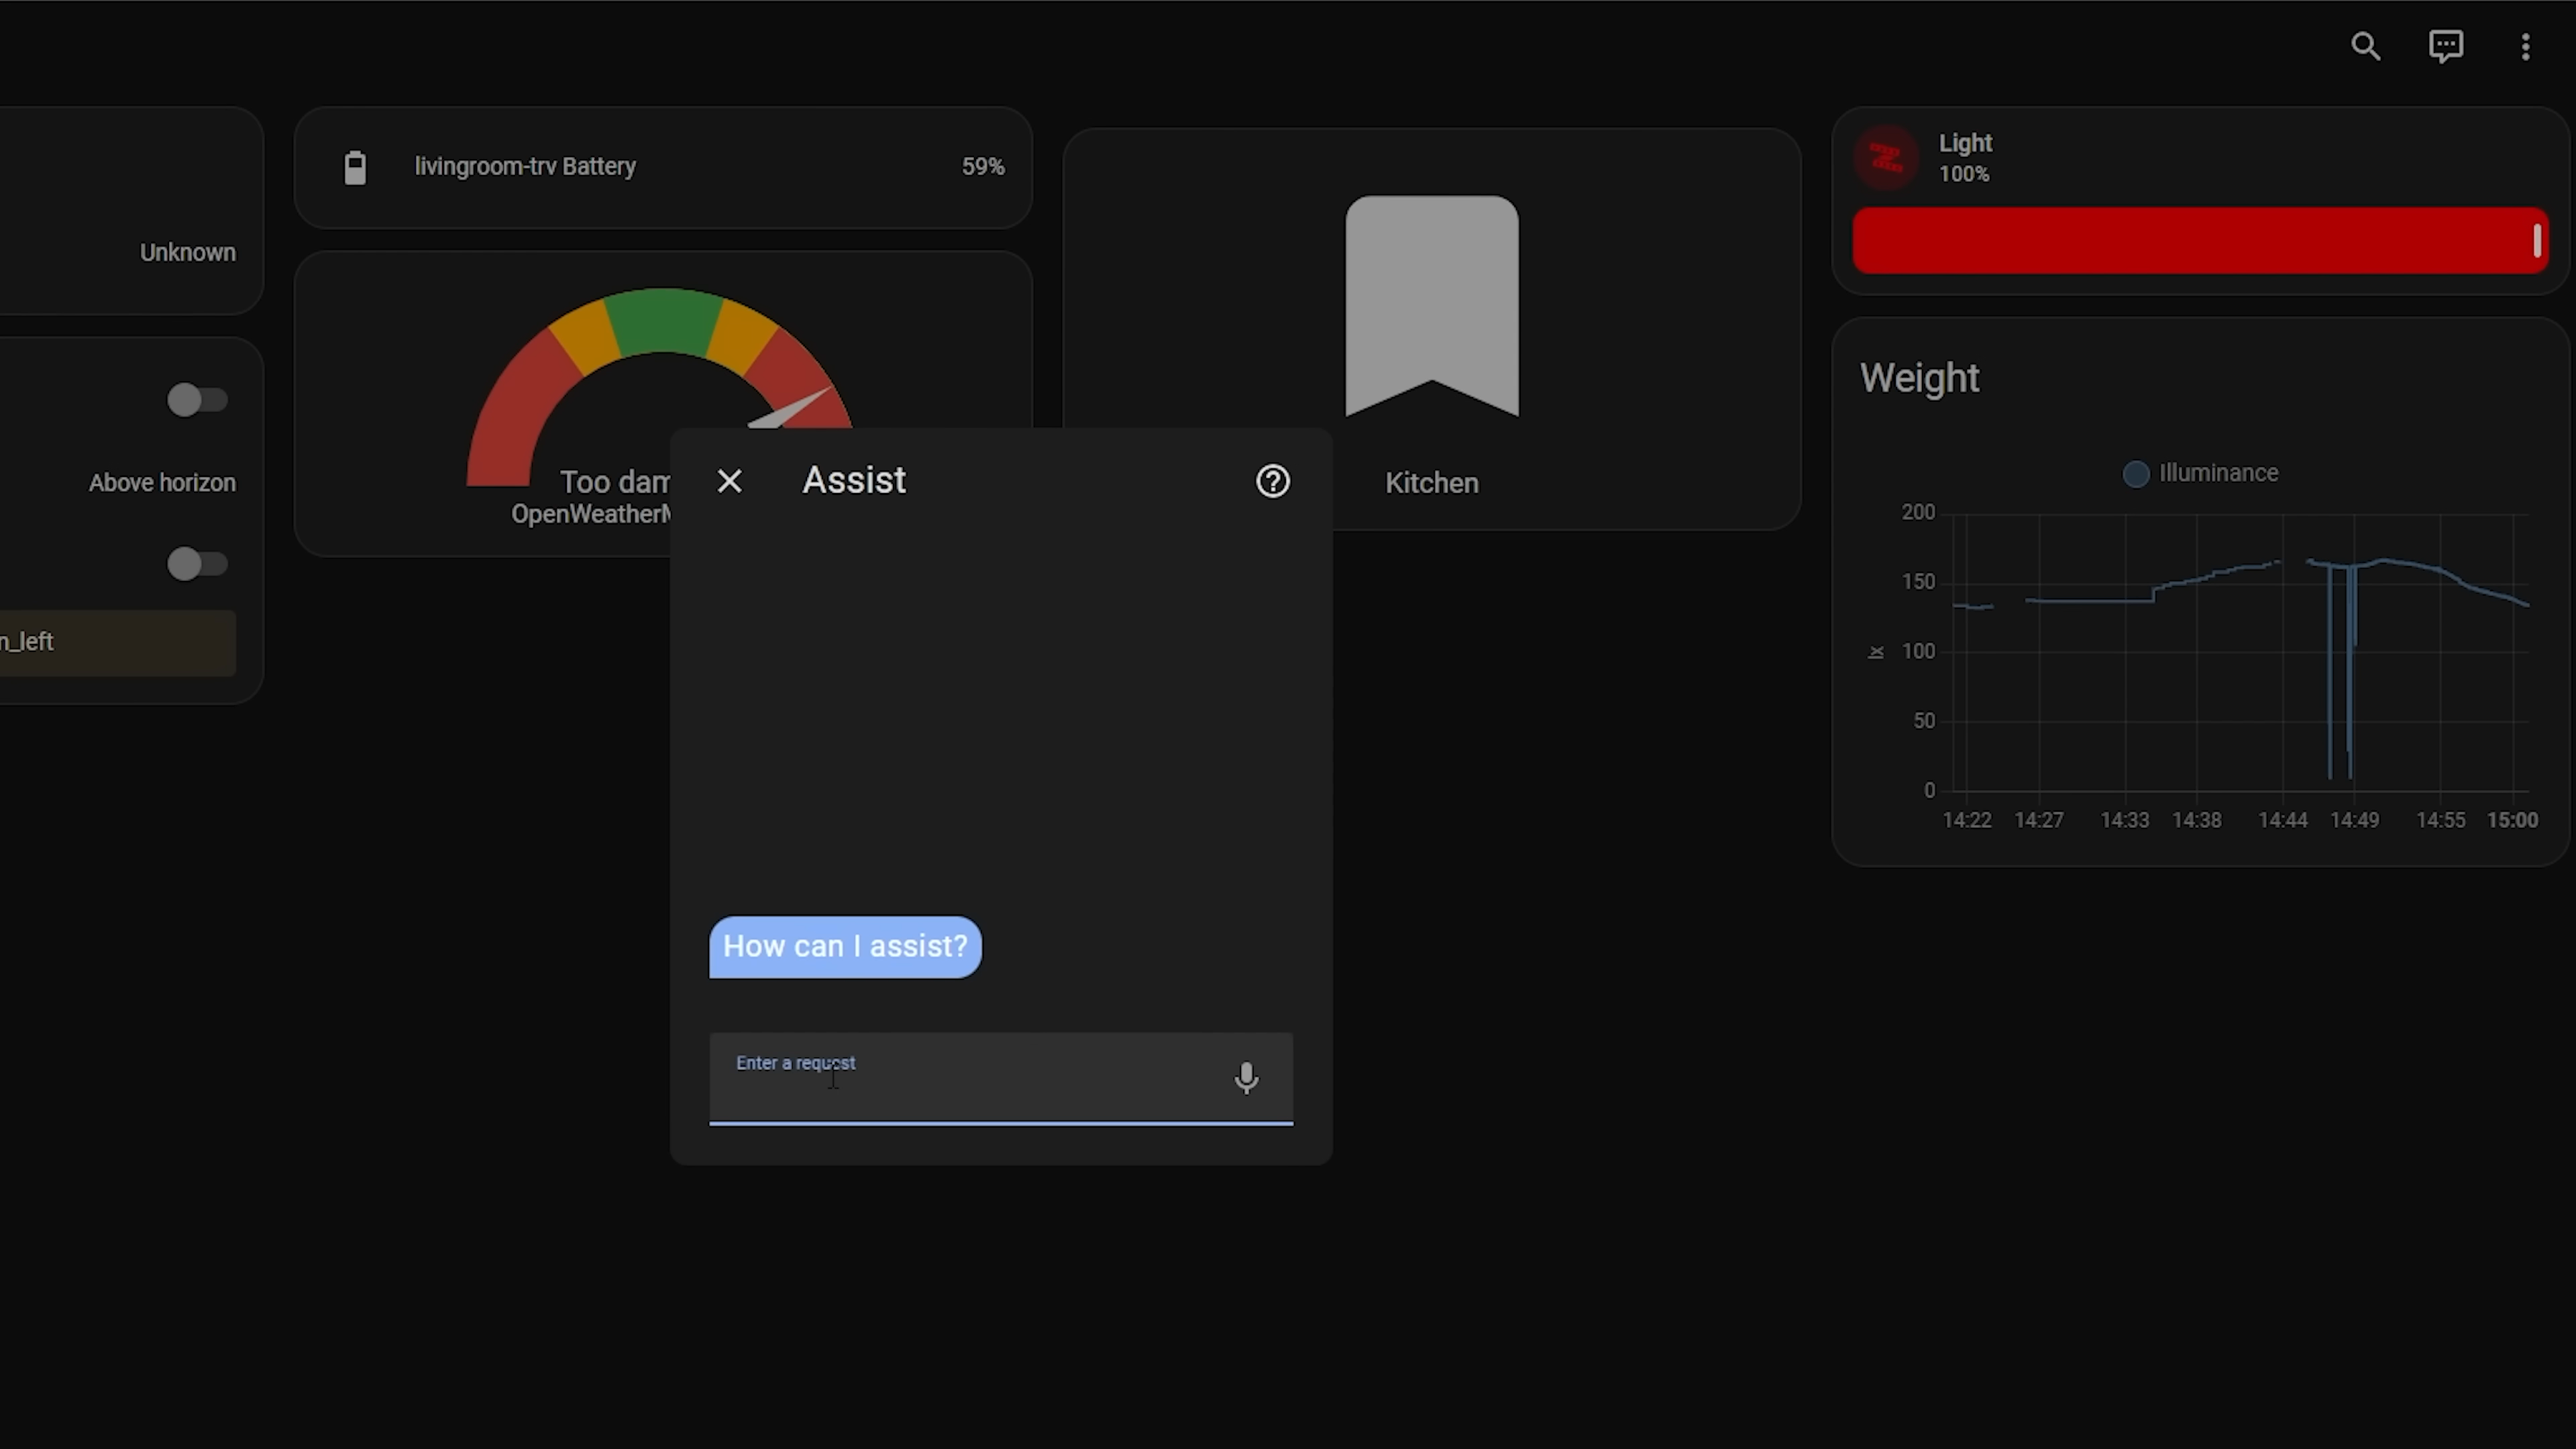 Unknown
Above horizon
n_left
livingroom-trv Battery
59%
Too dam
OpenWeatherM
Kitchen
Light
100%
Weight
Illuminance
200
150
100
50
0
lx
14:22 14:27 14:33 14:38 14:44 14:49 14:55 15:00
Assist
How can I assist?
Enter a request